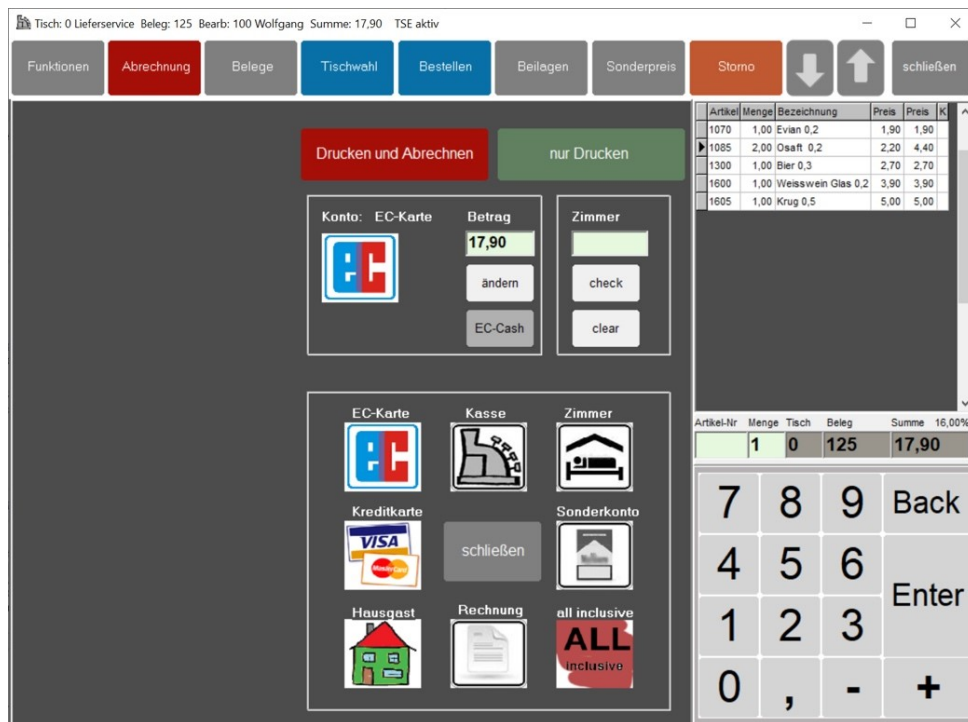 Tisch: 0 Lieferservice Beleg: 125 Bearb: 100 Wolfgang Summe: 17,90 TSE aktiv
Funktionen Abrechnung Belege Tischwahl Bestellen Beilagen Sonderpreis Storno schließen
Drucken und Abrechnen nur Drucken
Konto: EC-Karte Betrag
ec 17,90
ändern
EC-Cash
Zimmer
check
clear
EC-Karte Kasse Zimmer
ec
Kreditkarte Sonderkonto
VISA
MasterCard
schließen
Hausgast Rechnung all inclusive
ALL
inclusive
Artikel Menge Bezeichnung Preis Preis K
1070 1,00 Evian 0,2 1,90 1,90
1085 2,00 Osaft 0,2 2,20 4,40
1300 1,00 Bier 0,3 2,70 2,70
1600 1,00 Weisswein Glas 0,2 3,90 3,90
1605 1,00 Krug 0,5 5,00 5,00
Artikel-Nr Menge Tisch Beleg Summe 16,00%
1 0 125 17,90
7 8 9 Back
4 5 6
Enter
1 2 3
0 , - +